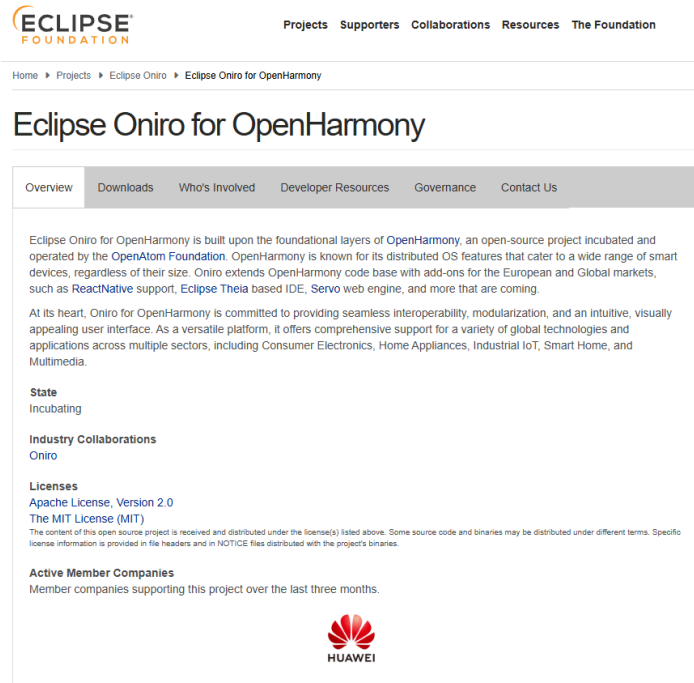 ECLIPSE®
FOUNDATION
Projects Supporters Collaborations Resources The Foundation
Home Projects Eclipse Oniro Eclipse Oniro for OpenHarmony
Eclipse Oniro for OpenHarmony
Overview Downloads Who's Involved Developer Resources Governance Contact Us
Eclipse Oniro for OpenHarmony is built upon the foundational layers of OpenHarmony, an open-source project incubated and
operated by the OpenAtom Foundation. OpenHarmony is known for its distributed OS features that cater to a wide range of smart
devices, regardless of their size. Oniro extends OpenHarmony code base with add-ons for the European and Global markets,
such as ReactNative support, Eclipse Theia based IDE, Servo web engine, and more that are coming.
At its heart, Oniro for OpenHarmony is committed to providing seamless interoperability, modularization, and an intuitive, visually
appealing user interface. As a versatile platform, it offers comprehensive support for a variety of global technologies and
applications across multiple sectors, including Consumer Electronics, Home Appliances, Industrial IoT, Smart Home, and
Multimedia.
State
Incubating
Industry Collaborations
Oniro
Licenses
Apache License, Version 2.0
The MIT License (MIT)
The content of this open source project is received and distributed under the license(s) listed above. Some source code and binaries may be distributed under different terms. Specific
license information is provided in file headers and in NOTICE files distributed with the project's binaries.
Active Member Companies
Member companies supporting this project over the last three months.
HUAWEI